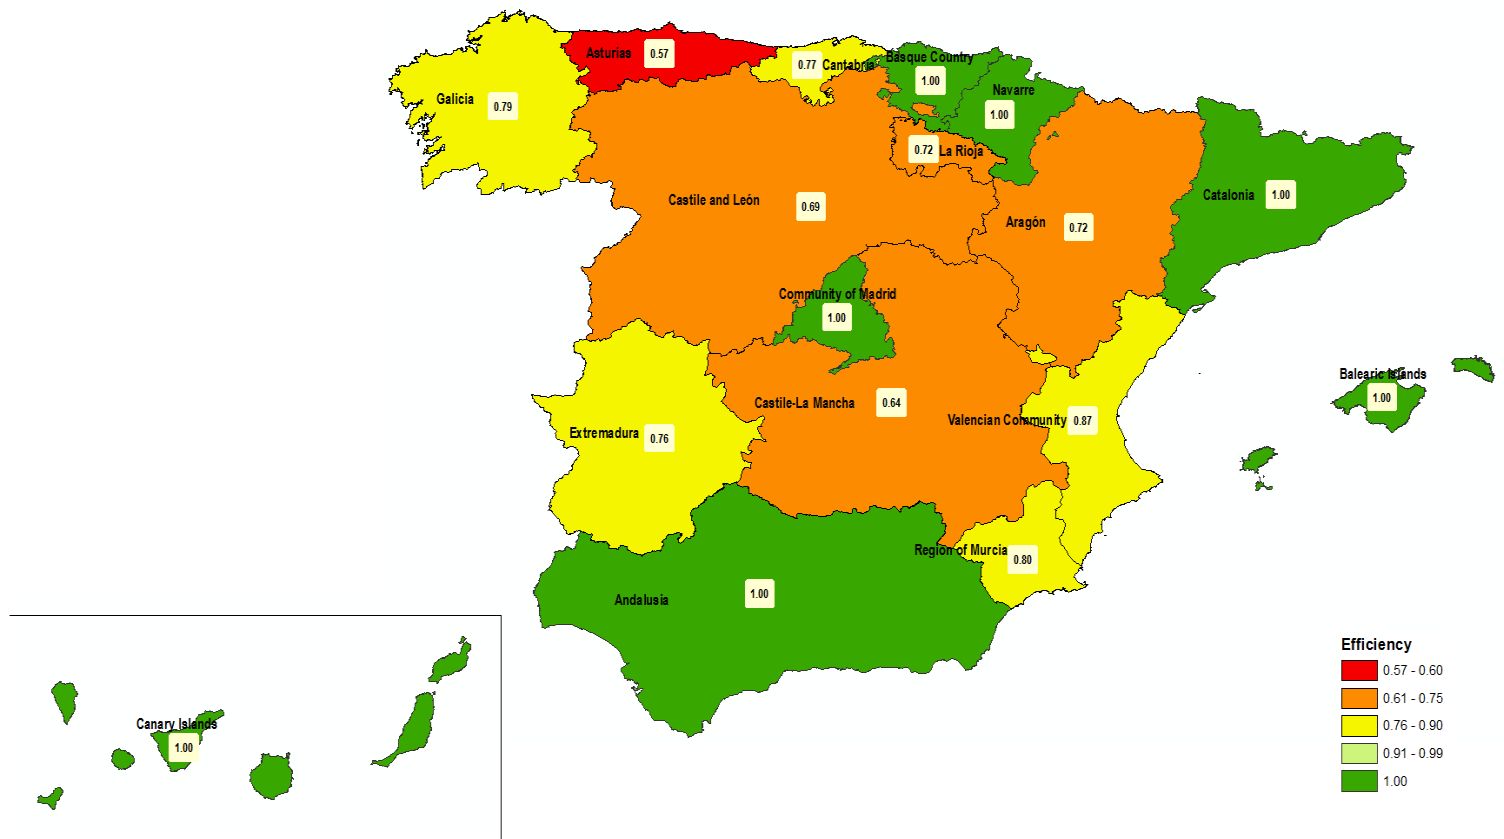 Asturias
0.57
0.77
Cantabria
Basque Country
1.00
Navarre
1.00
Galicia
0.79
0.72
La Rioja
Castile and León
0.69
Aragón
0.72
Catalonia
1.00
Community of Madrid
1.00
Balearic Islands
1.00
Castile-La Mancha
0.64
Valencian Community
0.87
Extremadura
0.76
Region of Murcia
0.80
Andalusia
1.00
Canary Islands
1.00
Efficiency
0.57 - 0.60
0.61 - 0.75
0.76 - 0.90
0.91 - 0.99
1.00